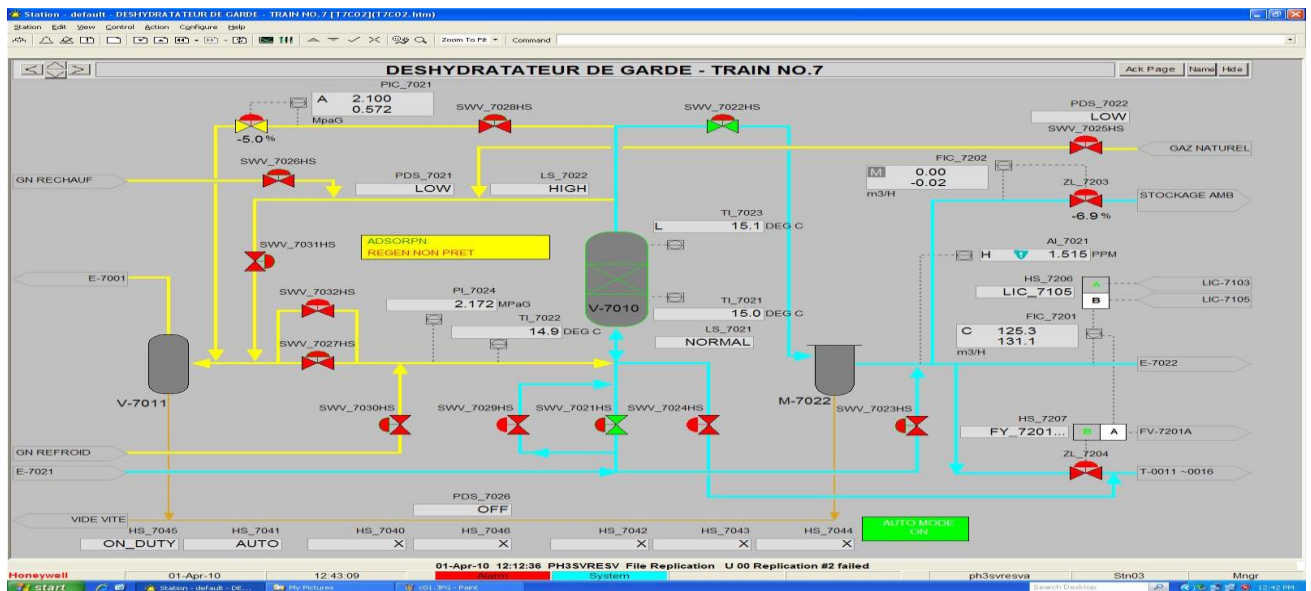 Station - default - DESHYDRATATEUR DE GARDE - TRAIN NO.7 [T7C02](T7C02.htm)
Station Edit View Control Action Configure Help
Zoom To Fit Command
DESHYDRATATEUR DE GARDE - TRAIN NO.7
Ack Page Name Hide
PIC_7021
A 2.100
0.572
MpaG
-5.0 %
SWV_7028HS
SWV_7022HS
PDS_7022
LOW
SWV_7025HS
GAZ NATUREL
SWV_7026HS
GN RECHAUF
PDS_7021
LOW
LS_7022
HIGH
FIC_7202
M 0.00
-0.02
m3/H
ZL_7203
-6.9 %
STOCKAGE AMB
TI_7023
L 15.1 DEG C
SWV_7031HS
ADSORPN.
REGEN:NON PRET
AI_7021
H 1.515 PPM
E-7001
HS_7206
LIC_7105
A
B
LIC-7103
LIC-7105
SWV_7032HS
PI_7024
2.172 MPaG
TI_7022
14.9 DEG C
V-7010
TI_7021
15.0 DEG C
LS_7021
NORMAL
FIC_7201
C 125.3
131.1
m3/H
SWV_7027HS
E-7022
V-7011
M-7022
SWV_7030HS
SWV_7029HS
SWV_7021HS
SWV_7024HS
SWV_7023HS
HS_7207
FY_7201...
B A
FV-7201A
GN REFROID
E-7021
ZL_7204
T-0011 ~0016
PDS_7026
OFF
VIDE VITE
AUTO MODE
ON
HS_7045 HS_7041 HS_7040 HS_7046 HS_7042 HS_7043 HS_7044
ON_DUTY AUTO X X X X X
01-Apr-10 12:12:36 PH3SVRESV File Replication U 00 Replication #2 failed
Honeywell 01-Apr-10 12:43:09 Alarm System ph3svresva Stn03 Mngr
start Station - default - DE... My Pictures c01.JPG - Paint Search Desktop 12:42 PM